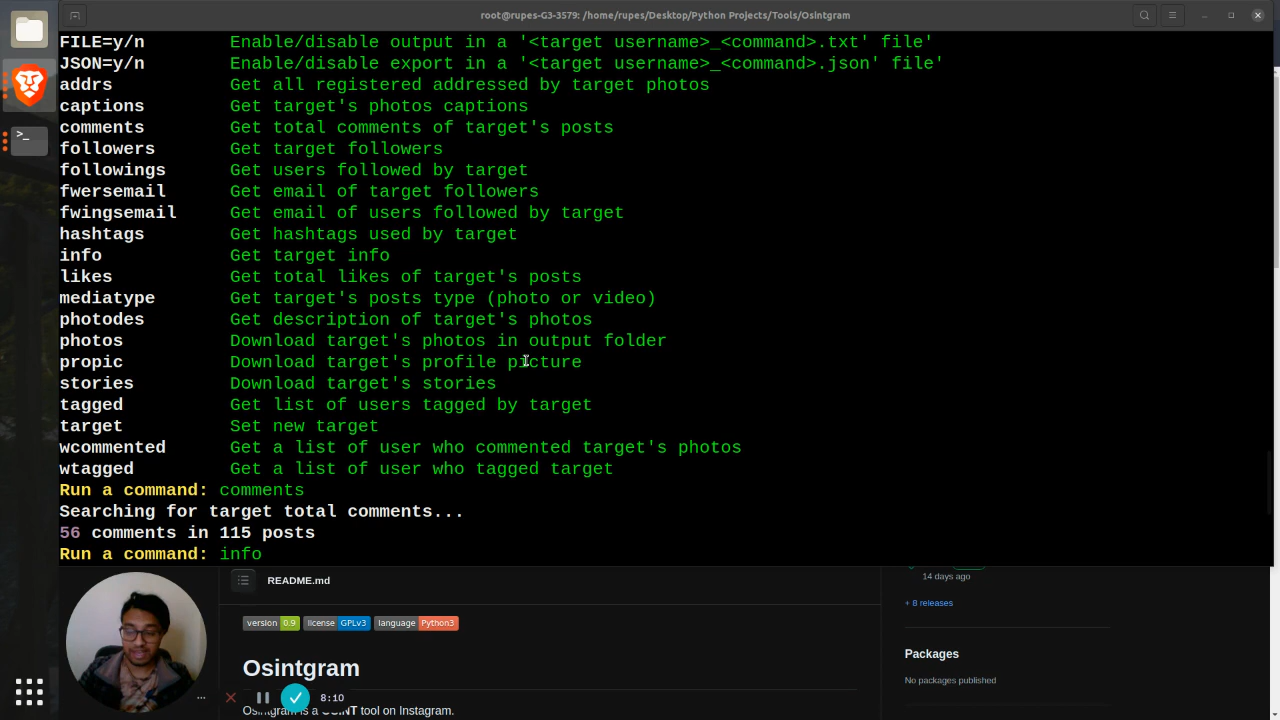 root@rupes-G3-3579: /home/rupes/Desktop/Python Projects/Tools/Osintgram
FILE=y/n Enable/disable output in a '<target username>_<command>.txt' file'
JSON=y/n Enable/disable export in a '<target username>_<command>.json' file'
addrs Get all registered addressed by target photos
captions Get target's photos captions
comments Get total comments of target's posts
followers Get target followers
followings Get users followed by target
fwersemail Get email of target followers
fwingsemail Get email of users followed by target
hashtags Get hashtags used by target
info Get target info
likes Get total likes of target's posts
mediatype Get target's posts type (photo or video)
photodes Get description of target's photos
photos Download target's photos in output folder
propic Download target's profile picture
stories Download target's stories
tagged Get list of users tagged by target
target Set new target
wcommented Get a list of user who commented target's photos
wtagged Get a list of user who tagged target
Run a command: comments
Searching for target total comments...
56 comments in 115 posts
Run a command: info
README.md
14 days ago
+ 8 releases
version 0.9 license GPLv3 language Python3
Packages
Osintgram
No packages published
8:10
Osintgram is a OSINT tool on Instagram.